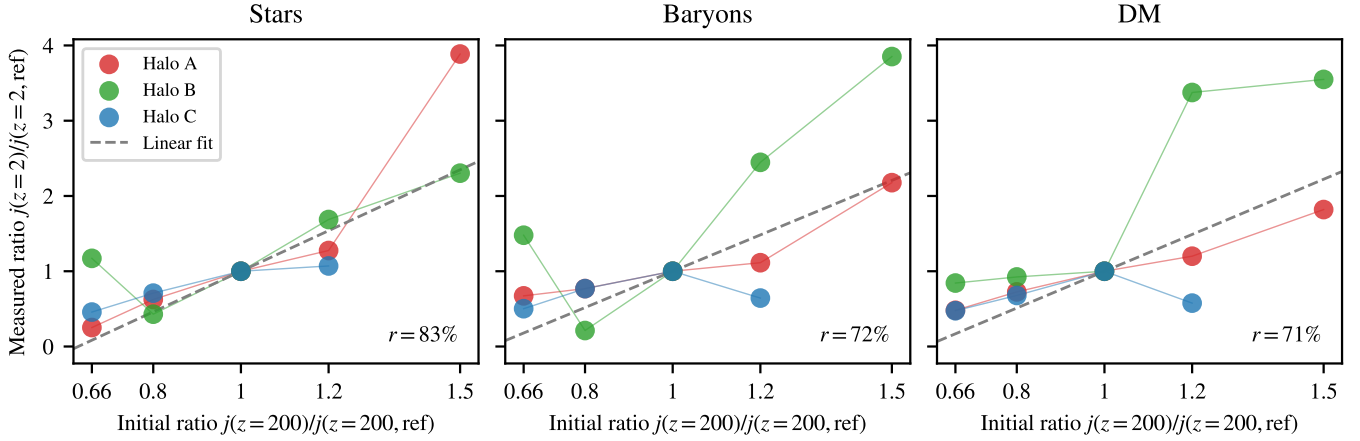 Stars
Baryons
DM
Measured ratio j(z = 2)/j(z = 2, ref)
4
3
2
1
0
Halo A
Halo B
Halo C
Linear fit
r = 83%
r = 72%
r = 71%
0.66 0.8 1 1.2 1.5
0.66 0.8 1 1.2 1.5
0.66 0.8 1 1.2 1.5
Initial ratio j(z = 200)/j(z = 200, ref)
Initial ratio j(z = 200)/j(z = 200, ref)
Initial ratio j(z = 200)/j(z = 200, ref)